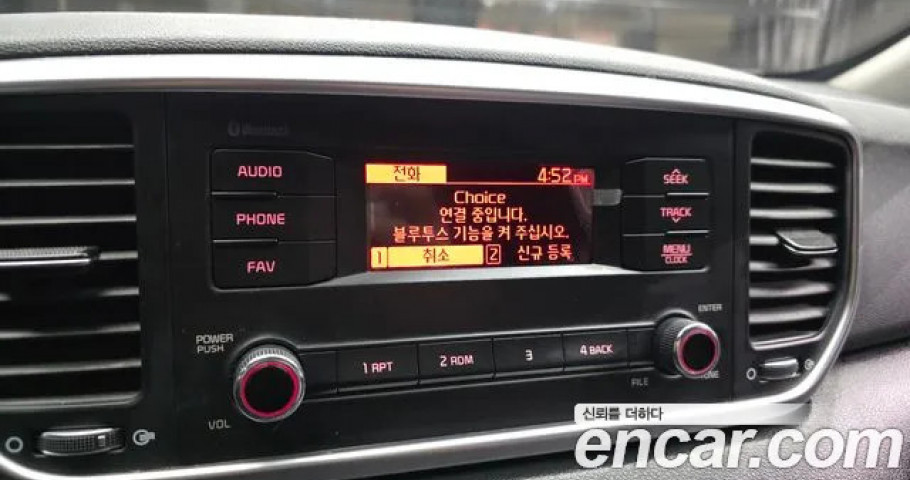 Bluetooth
AUDIO
PHONE
FAV
전화 4:52 PM
Choice
연결 중입니다.
블루투스 기능을 켜 주십시오.
1 취소 2 신규 등록
SEEK
TRACK
MENU
CLOCK
POWER
PUSH
VOL
1 RPT
2 RDM
3
4 BACK
ENTER
FILE
신뢰를 더하다
encar.com